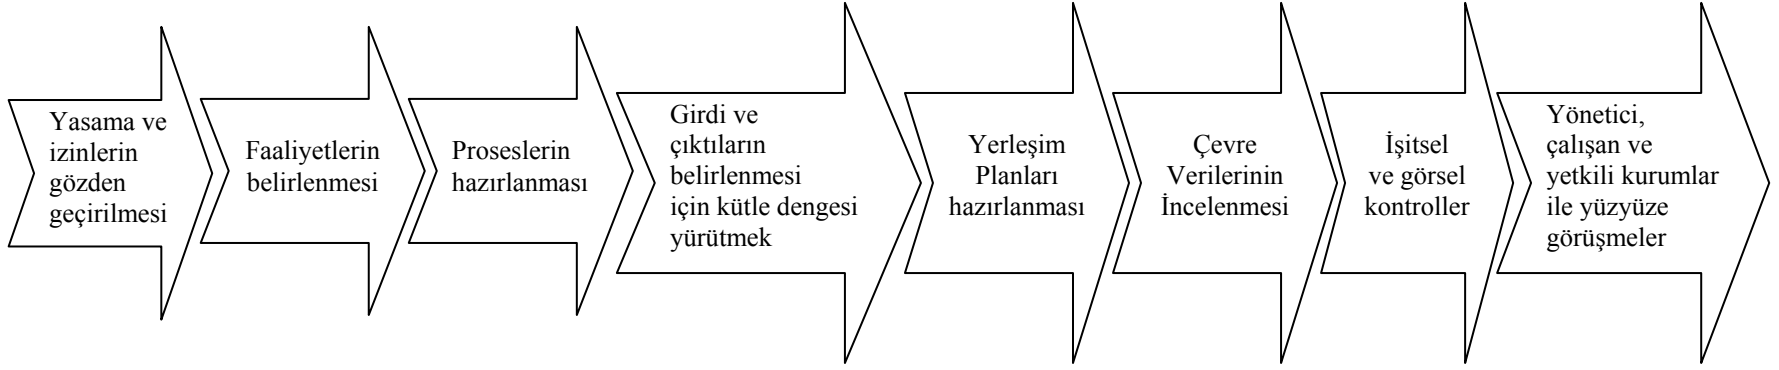 Yasama ve
izinlerin
gözden
geçirilmesi
Faaliyetlerin
belirlenmesi
Proseslerin
hazırlanması
Girdi ve
çıktıların
belirlenmesi
için kütle dengesi
yürütmek
Yerleşim
Planları
hazırlanması
Çevre
Verilerinin
İncelenmesi
İşitsel
ve görsel
kontroller
Yönetici,
çalışan ve
yetkili kurumlar
ile yüzyüze
görüşmeler